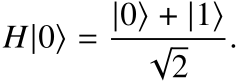 H|0⟩ = (|0⟩ + |1⟩)/√2.